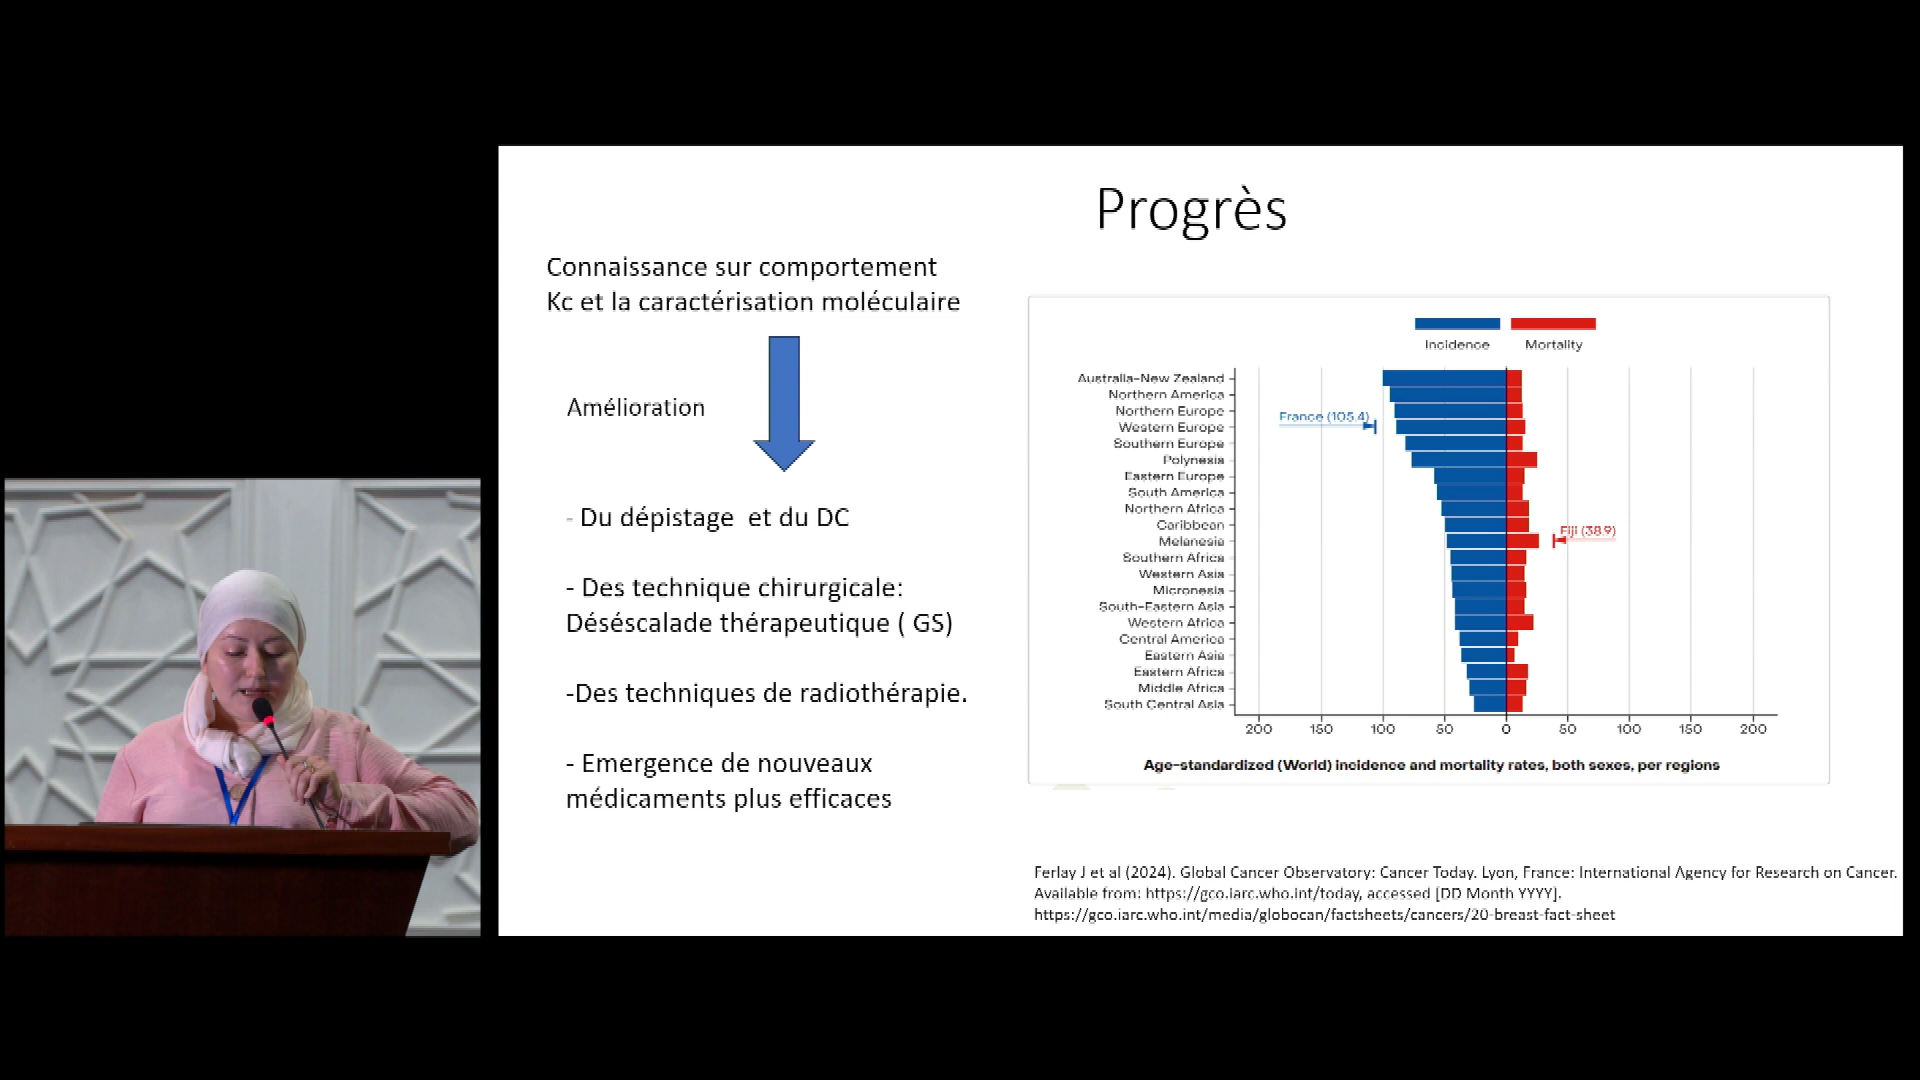 Progrès
Connaissance sur comportement
Kc et la caractérisation moléculaire
Amélioration
- Du dépistage  et du DC
- Des technique chirurgicale:
Déséscalade thérapeutique ( GS)
-Des techniques de radiothérapie.
- Emergence de nouveaux
médicaments plus efficaces
Incidence Mortality
Australia-New Zealand
Northern America
Northern Europe
France (105.4)
Western Europe
Southern Europe
Polynesia
Eastern Europe
South America
Northern Africa
Caribbean
Fiji (38.9)
Melanesia
Southern Africa
Western Asia
Micronesia
South-Eastern Asia
Western Africa
Central America
Eastern Asia
Eastern Africa
Middle Africa
South Central Asia
200 150 100 50 0 50 100 150 200
Age-standardized (World) incidence and mortality rates, both sexes, per regions
Ferlay J et al (2024). Global Cancer Observatory: Cancer Today. Lyon, France: International Agency for Research on Cancer.
Available from: https://gco.iarc.who.int/today, accessed [DD Month YYYY].
https://gco.iarc.who.int/media/globocan/factsheets/cancers/20-breast-fact-sheet